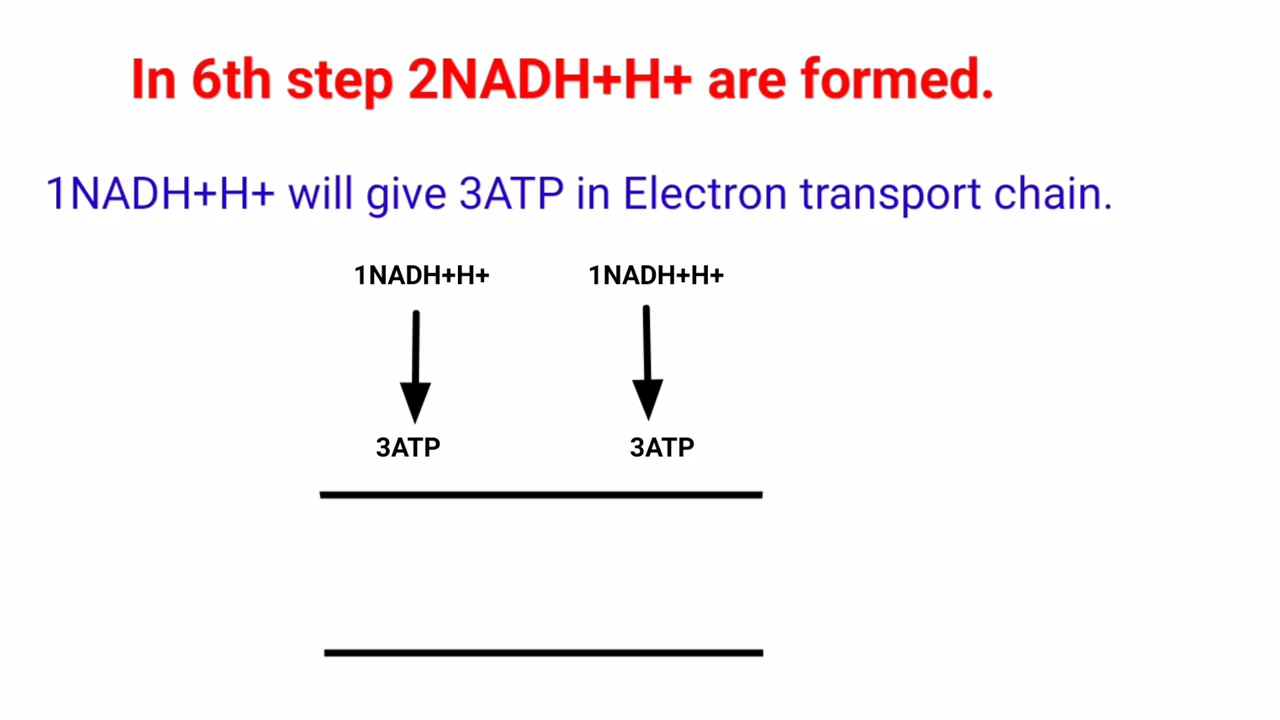 In 6th step 2NADH+H+ are formed.
1NADH+H+ will give 3ATP in Electron transport chain.
1NADH+H+ 1NADH+H+
3ATP 3ATP